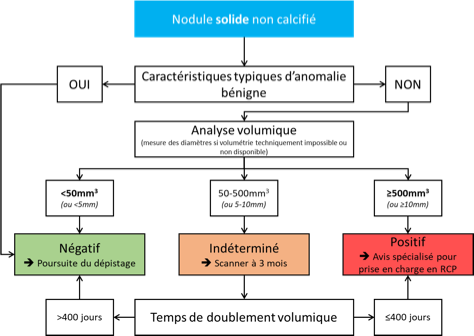 Nodule solide non calcifié
OUI
Caractéristiques typiques d'anomalie
bénigne
NON
Analyse volumique
(mesure des diamètres si volumétrie techniquement impossible ou
non disponible)
<50mm³
(ou <5mm)
50-500mm³
(ou 5-10mm)
≥500mm³
(ou ≥10mm)
Négatif
➔ Poursuite du dépistage
Indéterminé
➔ Scanner à 3 mois
Positif
➔ Avis spécialisé pour
prise en charge en RCP
>400 jours
Temps de doublement volumique
≤400 jours